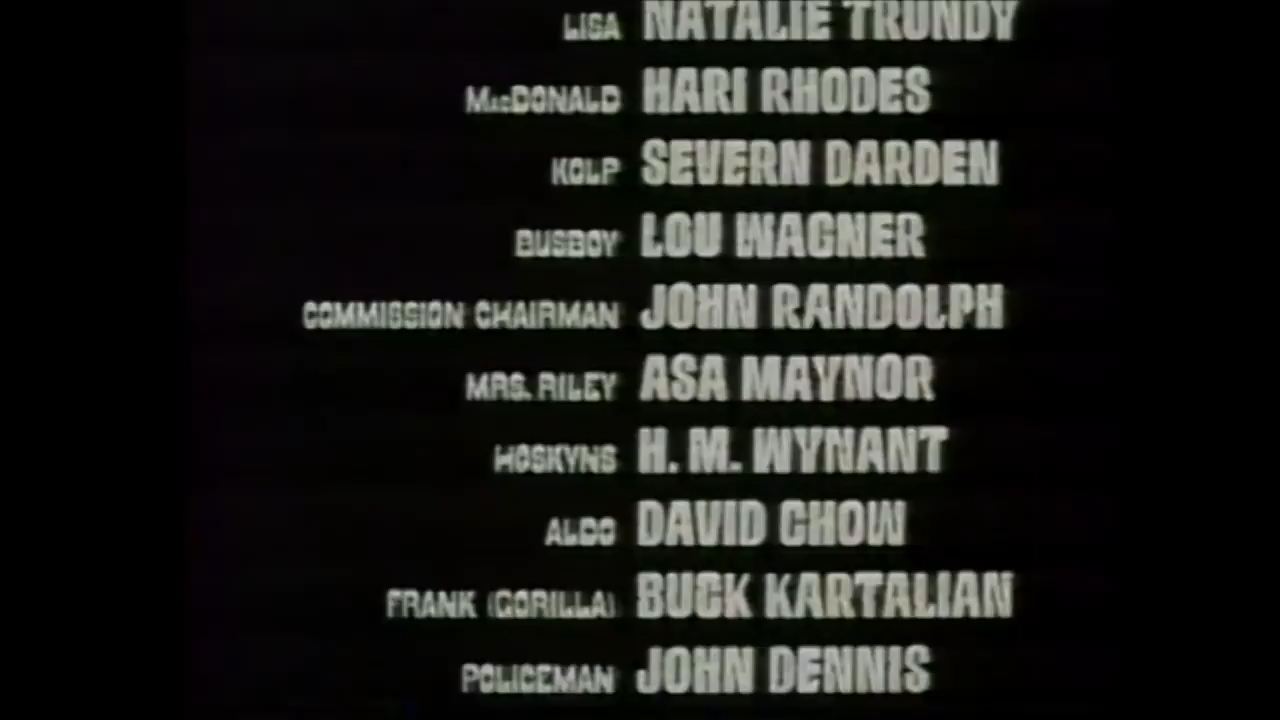 LISA NATALIE TRUNDY
MacDONALD HARI RHODES
KOLP SEVERN DARDEN
BUSBOY LOU WAGNER
COMMISSION CHAIRMAN JOHN RANDOLPH
MRS. RILEY ASA MAYNOR
HOSKYNS H. M. WYNANT
ALDO DAVID CHOW
FRANK (GORILLA) BUCK KARTALIAN
POLICEMAN JOHN DENNIS